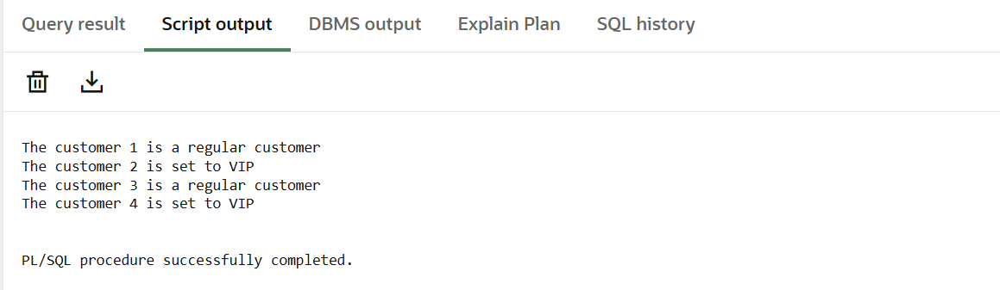 Query result Script output DBMS output Explain Plan SQL history
The customer 1 is a regular customer
The customer 2 is set to VIP
The customer 3 is a regular customer
The customer 4 is set to VIP
PL/SQL procedure successfully completed.